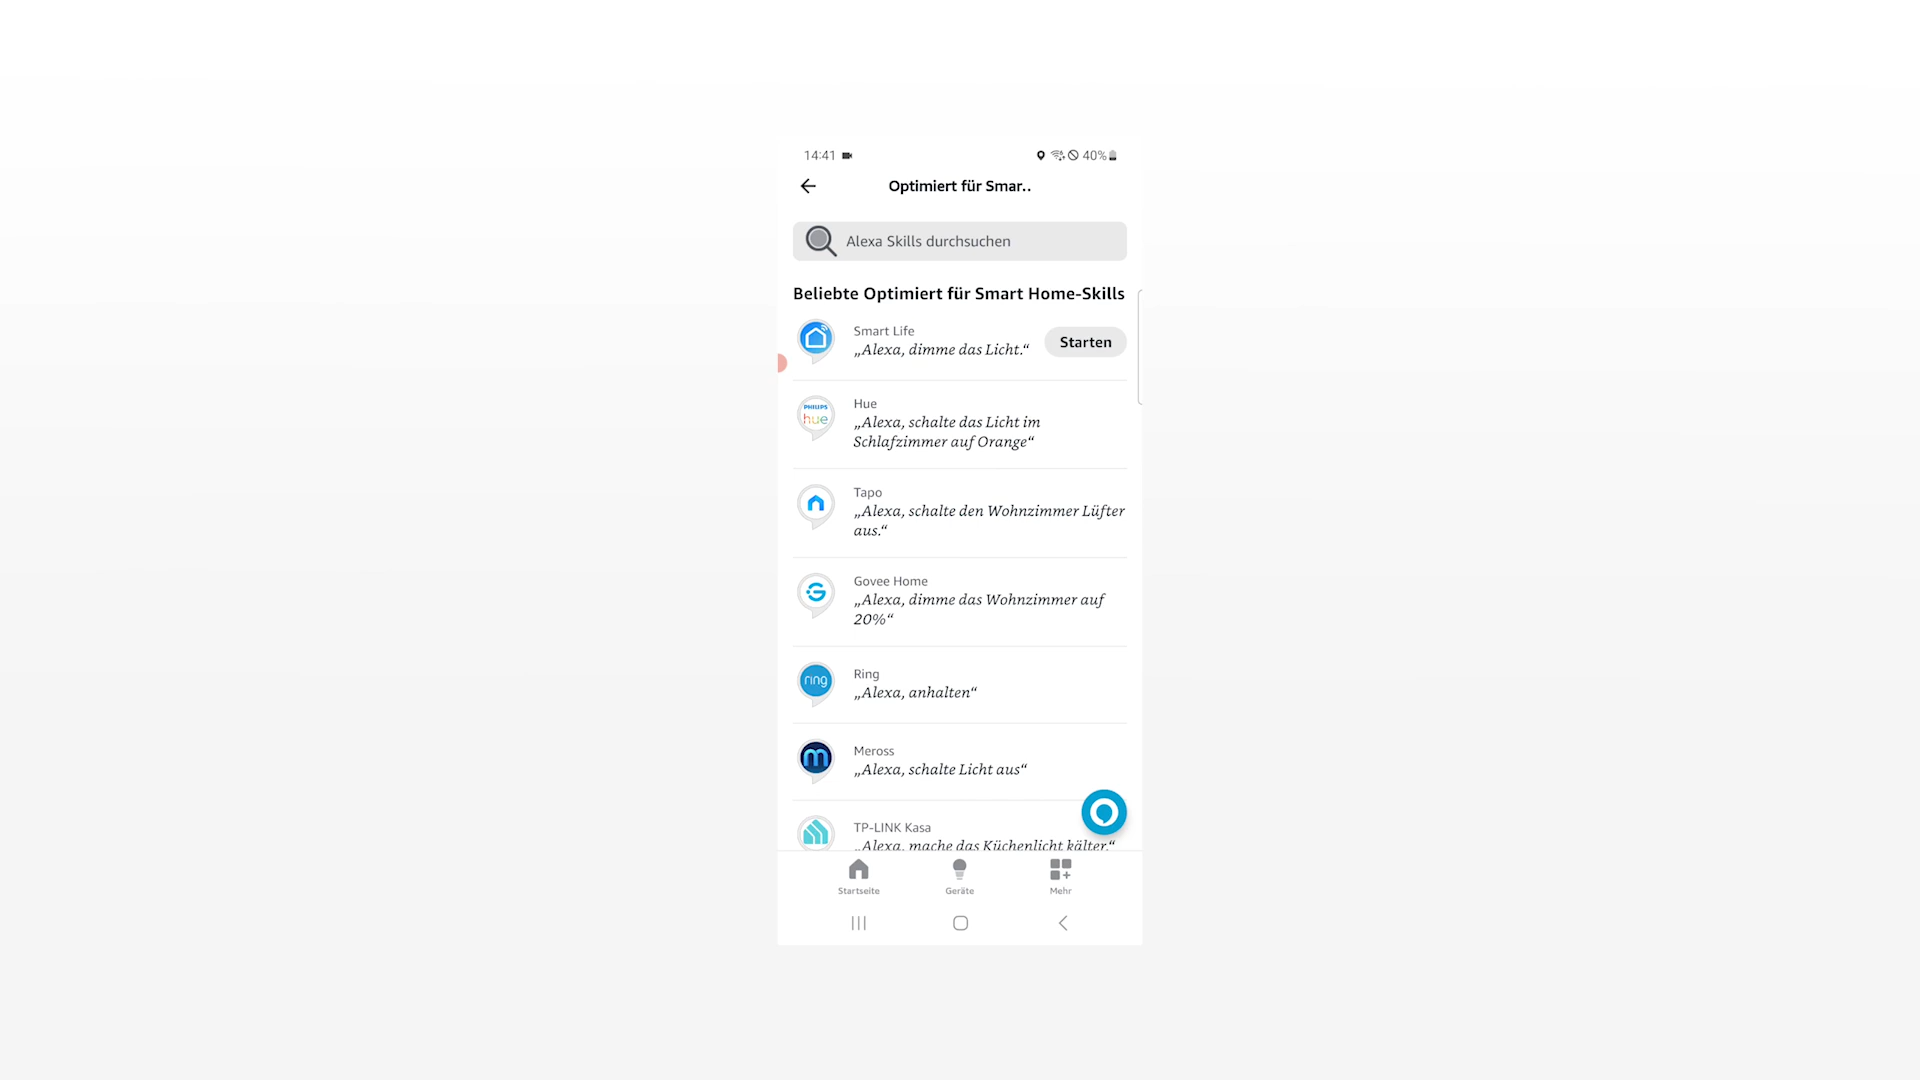 14:41
40%
Optimiert für Smar..
Alexa Skills durchsuchen
Beliebte Optimiert für Smart Home-Skills
Smart Life
„Alexa, dimme das Licht.“
Starten
PHILIPS
hue
Hue
„Alexa, schalte das Licht im
Schlafzimmer auf Orange“
Tapo
„Alexa, schalte den Wohnzimmer Lüfter
aus.“
Govee Home
„Alexa, dimme das Wohnzimmer auf
20%“
ring
Ring
„Alexa, anhalten“
m
Meross
„Alexa, schalte Licht aus“
TP-LINK Kasa
„Alexa, mache das Küchenlicht kälter.“
Startseite
Geräte
Mehr